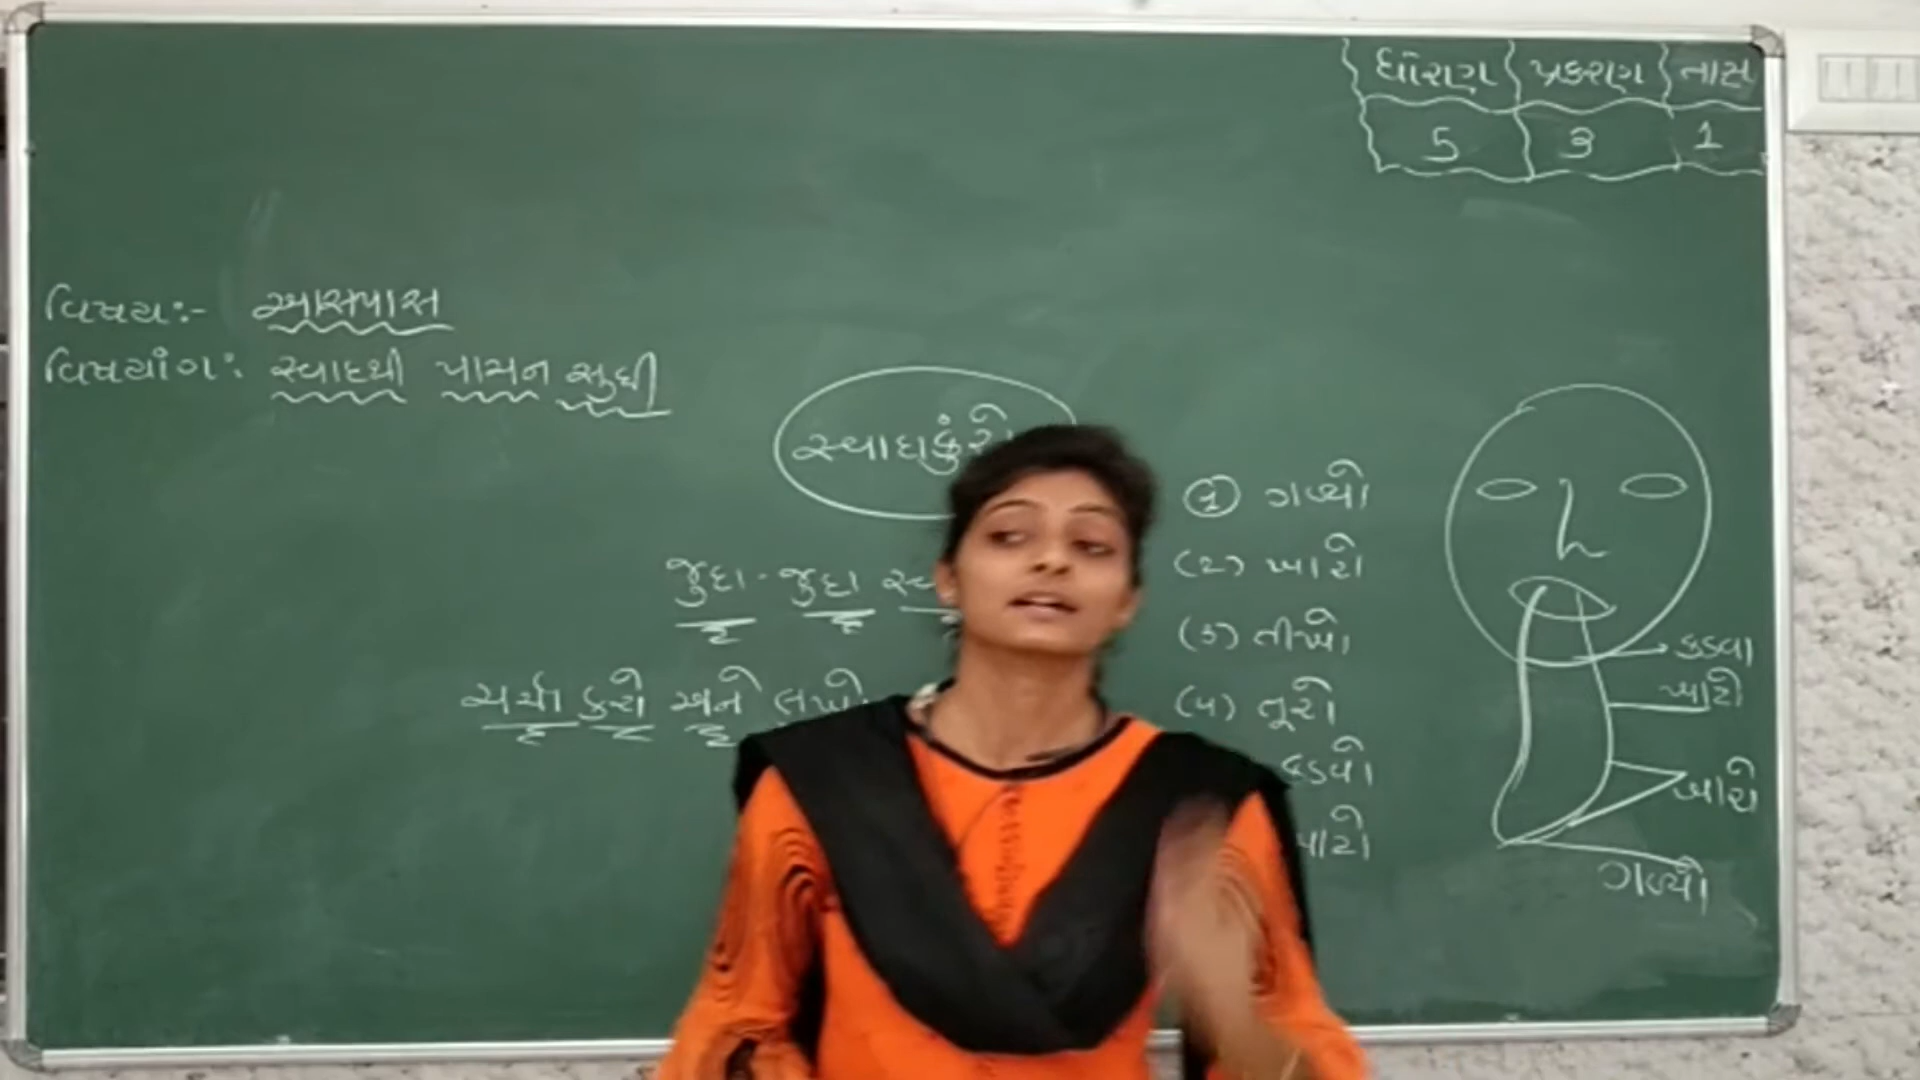 ધોરણ પ્રકરણ તાસ
5 3 1
વિષય:- આસપાસ
વિષયાંગ: સ્વાદથી પાચન સુધી
જુદા-જુદા
ચર્ચા કરો અને લખો
(1) ગળ્યો
(2) ખારો
(3) તીખો
(4) તૂરો
કડવો
કડવા
ખારો
ગળ્યો